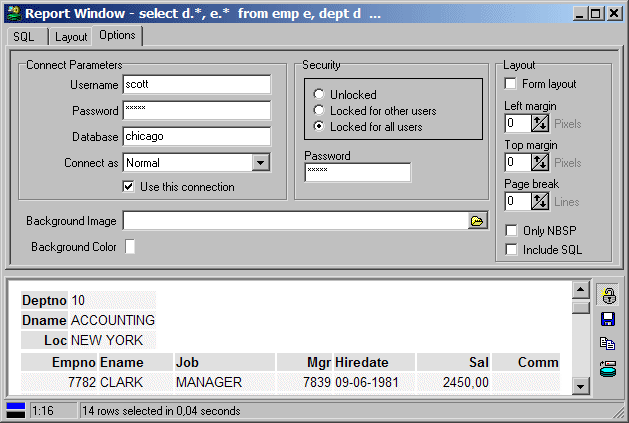 Report Window - select d.*, e.* from emp e, dept d ...
SQL Layout Options
Connect Parameters
Username scott
Password *****
Database chicago
Connect as Normal
Use this connection
Background Image
Background Color
Security
Unlocked
Locked for other users
Locked for all users
Password
*****
Layout
Form layout
Left margin
0 Pixels
Top margin
0 Pixels
Page break
0 Lines
Only NBSP
Include SQL
Deptno 10
Dname ACCOUNTING
Loc NEW YORK
Empno Ename Job Mgr Hiredate Sal Comm
7782 CLARK MANAGER 7839 09-06-1981 2450,00
1:16 14 rows selected in 0,04 seconds